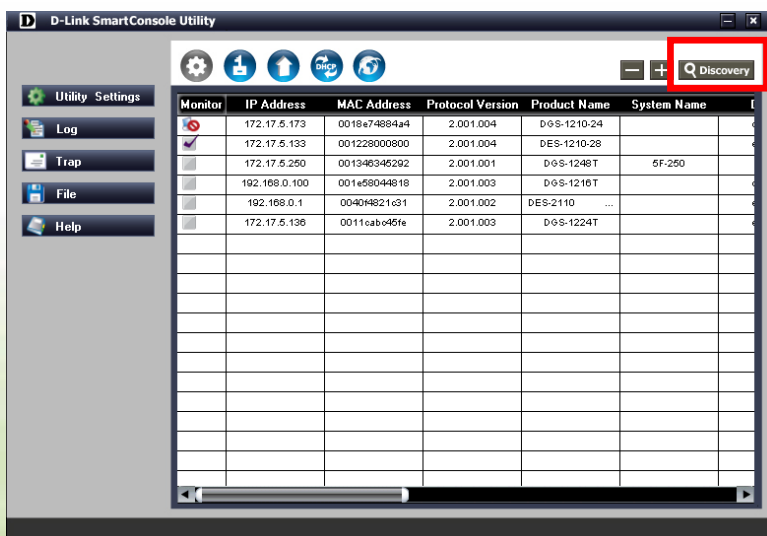 D D-Link SmartConsole Utility
DHCP
Discovery
Utility Settings
Log
Trap
File
Help
Monitor IP Address MAC Address Protocol Version Product Name System Name
172.17.5.173 0018e74884a4 2.001.004 DGS-1210-24
172.17.5.133 001228000800 2.001.004 DES-1210-28
172.17.5.250 001346345292 2.001.001 DGS-1248T 5F-250
192.168.0.100 001e58044818 2.001.003 DGS-1216T
192.168.0.1 0040f4821c31 2.001.002 DES-2110 ...
172.17.5.136 0011cabc45fe 2.001.003 DGS-1224T